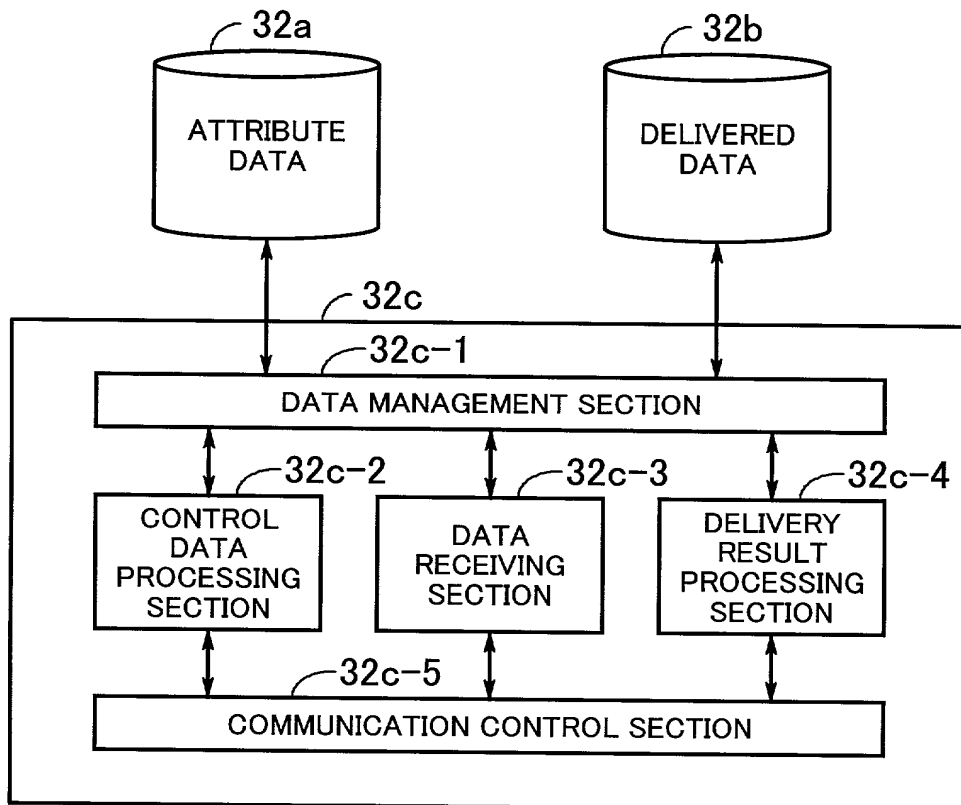 32a
32b
ATTRIBUTE
DATA
DELIVERED
DATA
32c
32c-1
DATA MANAGEMENT SECTION
32c-2
32c-3
32c-4
CONTROL
DATA
PROCESSING
SECTION
DATA
RECEIVING
SECTION
DELIVERY
RESULT
PROCESSING
SECTION
32c-5
COMMUNICATION CONTROL SECTION